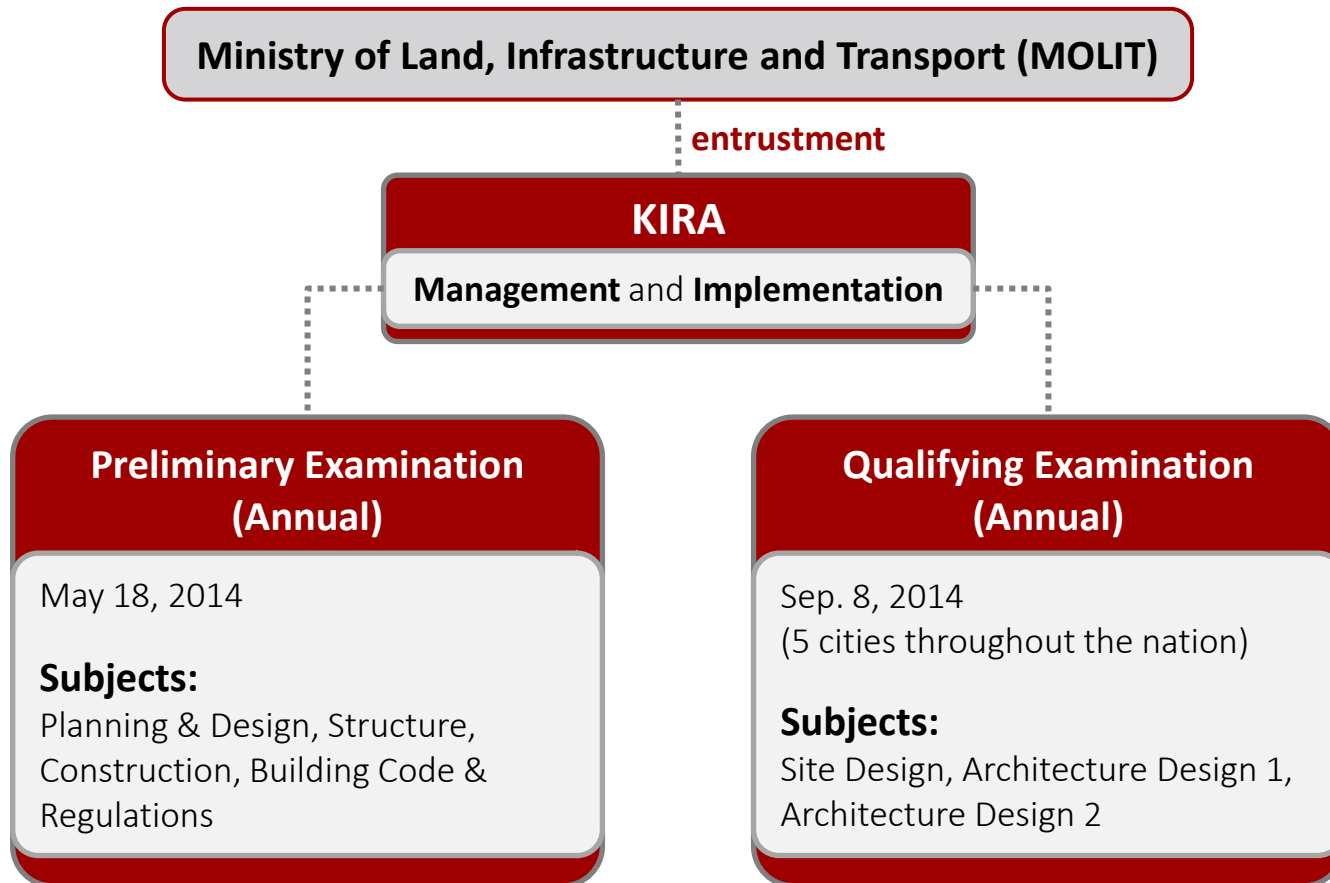 Ministry of Land, Infrastructure and Transport (MOLIT)
entrustment
KIRA
Management and Implementation
Preliminary Examination
(Annual)
May 18, 2014
Subjects:
Planning & Design, Structure,
Construction, Building Code &
Regulations
Qualifying Examination
(Annual)
Sep. 8, 2014
(5 cities throughout the nation)
Subjects:
Site Design, Architecture Design 1,
Architecture Design 2